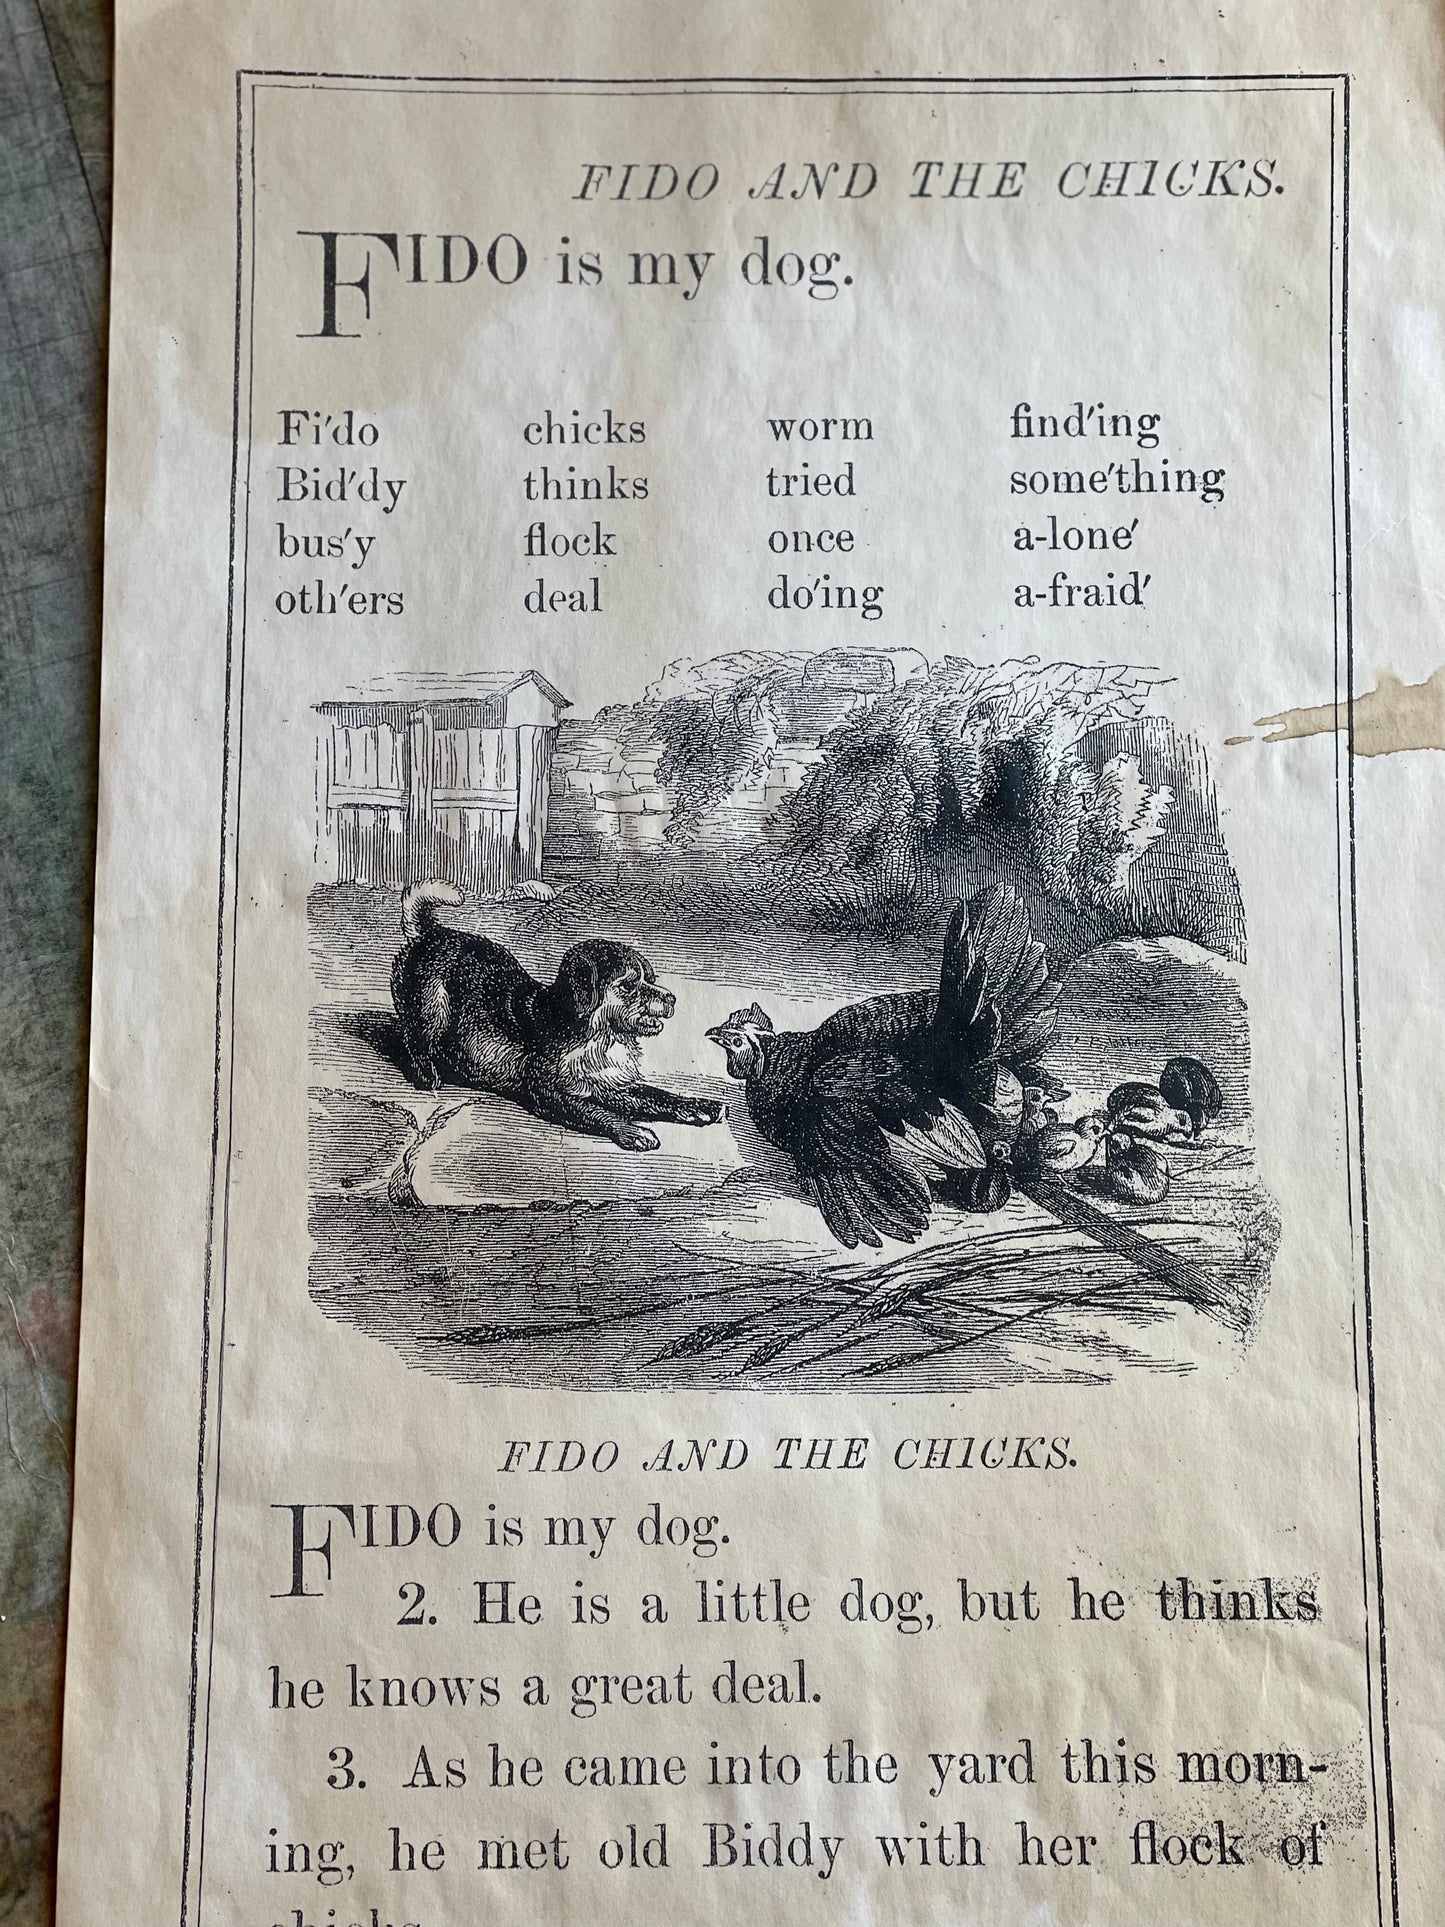 FIDO AND THE CHICKS.
FIDO is my dog.
Fi′do chicks worm find′ing
Bid′dy thinks tried some′thing
bus′y flock once a-lone′
oth′ers deal do′ing a-fraid′
FIDO AND THE CHICKS.
FIDO is my dog.
2. He is a little dog, but he thinks
he knows a great deal.
3. As he came into the yard this morn-
ing, he met old Biddy with her flock of
chicks